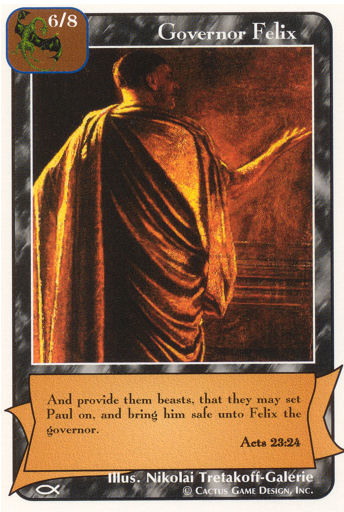 6/8
Governor Felix
And provide them beasts, that they may set
Paul on, and bring him safe unto Felix the
governor.
Acts 23:24
Illus. Nikolai Tretakoff-Galérie
© Cactus Game Design, Inc.